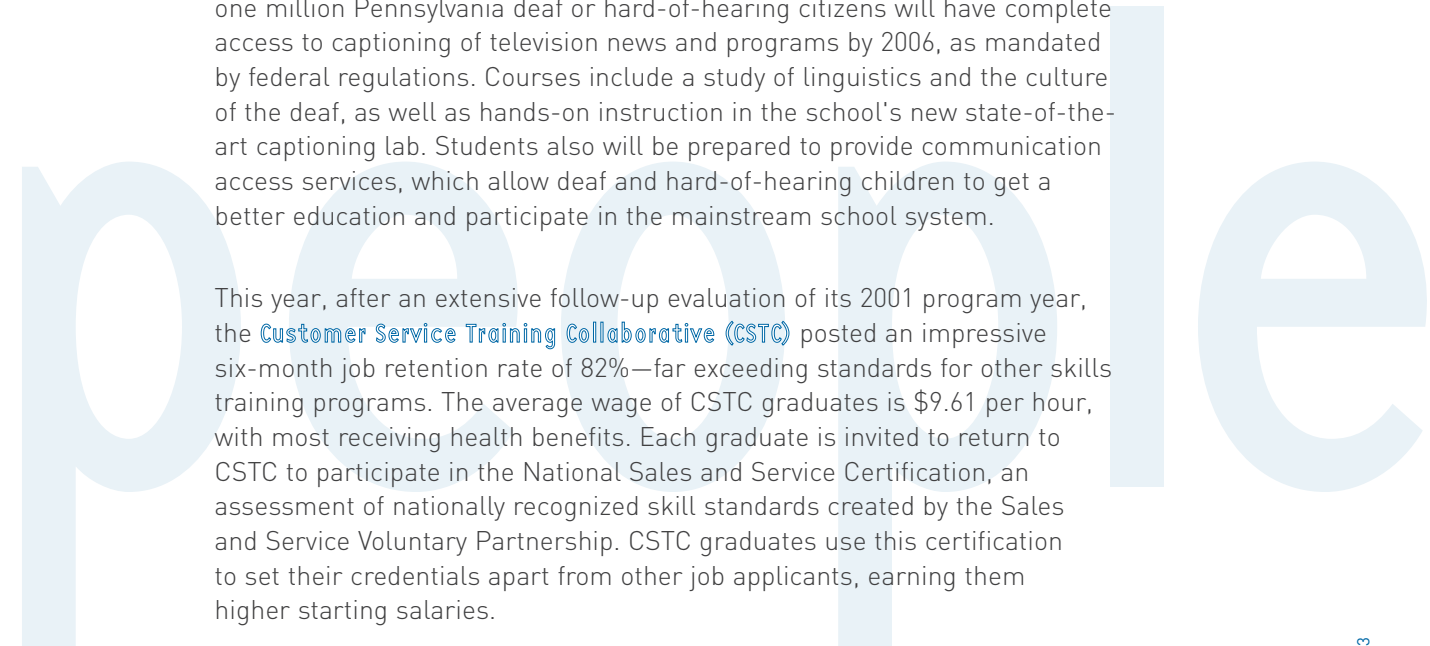 one million Pennsylvania deaf or hard-of-hearing citizens will have complete
access to captioning of television news and programs by 2006, as mandated
by federal regulations. Courses include a study of linguistics and the culture
of the deaf, as well as hands-on instruction in the school's new state-of-the-
art captioning lab. Students also will be prepared to provide communication
access services, which allow deaf and hard-of-hearing children to get a
better education and participate in the mainstream school system.
people
This year, after an extensive follow-up evaluation of its 2001 program year,
the Customer Service Training Collaborative (CSTC) posted an impressive
six-month job retention rate of 82%—far exceeding standards for other skills
training programs. The average wage of CSTC graduates is $9.61 per hour,
with most receiving health benefits. Each graduate is invited to return to
CSTC to participate in the National Sales and Service Certification, an
assessment of nationally recognized skill standards created by the Sales
and Service Voluntary Partnership. CSTC graduates use this certification
to set their credentials apart from other job applicants, earning them
higher starting salaries.
3